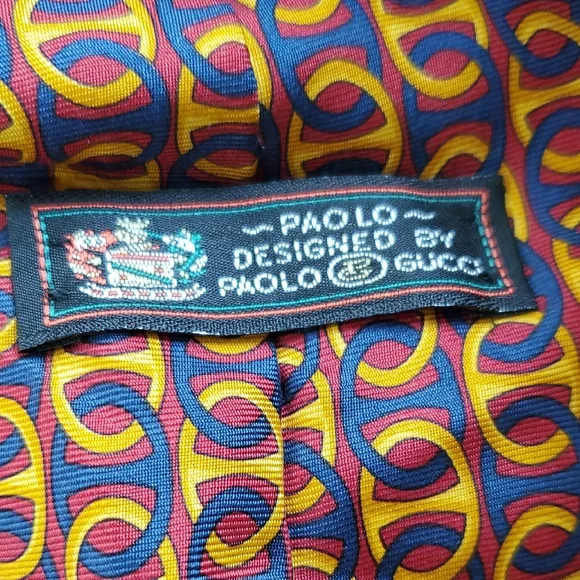 ~ PAOLO ~
DESIGNED BY
PAOLO GUCCI